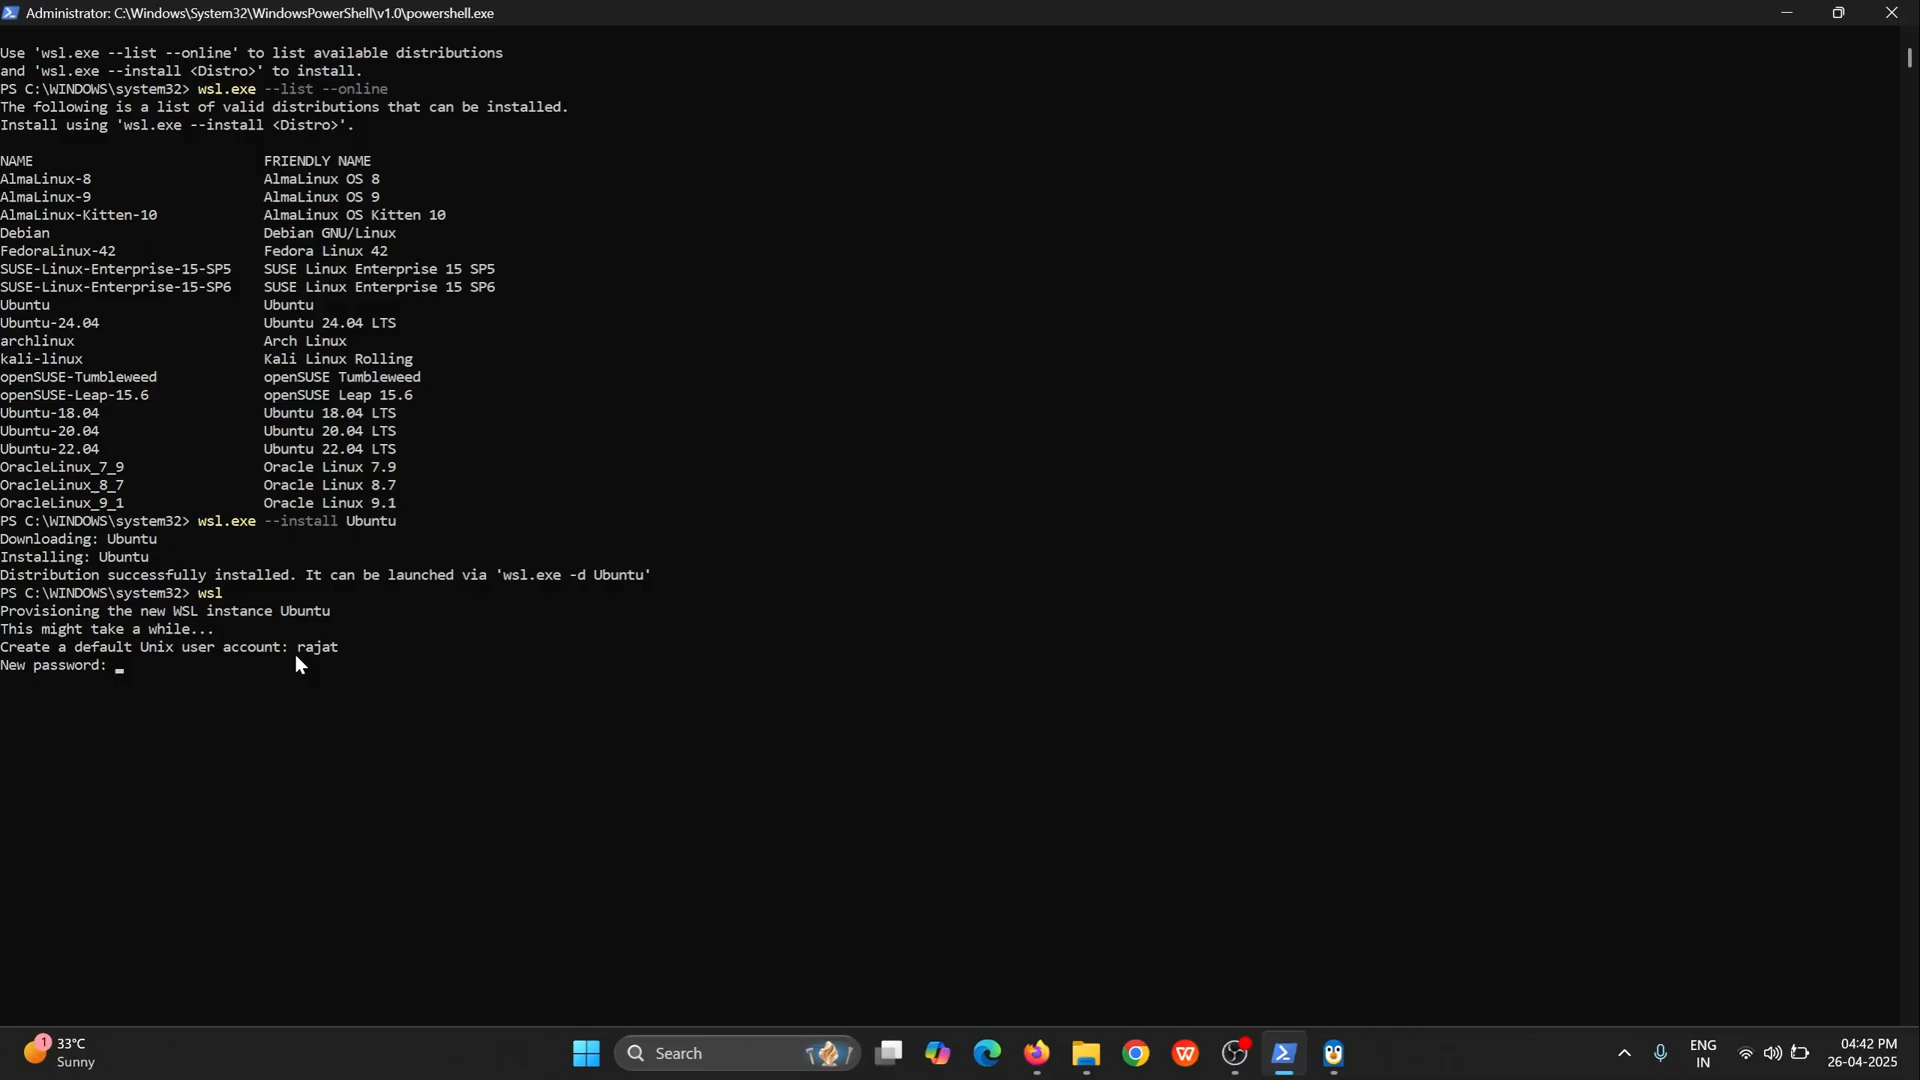 Administrator: C:\Windows\System32\WindowsPowerShell\v1.0\powershell.exe
Use 'wsl.exe --list --online' to list available distributions
and 'wsl.exe --install <Distro>' to install.
PS C:\WINDOWS\system32> wsl.exe --list --online
The following is a list of valid distributions that can be installed.
Install using 'wsl.exe --install <Distro>'.
NAME FRIENDLY NAME
AlmaLinux-8 AlmaLinux OS 8
AlmaLinux-9 AlmaLinux OS 9
AlmaLinux-Kitten-10 AlmaLinux OS Kitten 10
Debian Debian GNU/Linux
FedoraLinux-42 Fedora Linux 42
SUSE-Linux-Enterprise-15-SP5 SUSE Linux Enterprise 15 SP5
SUSE-Linux-Enterprise-15-SP6 SUSE Linux Enterprise 15 SP6
Ubuntu Ubuntu
Ubuntu-24.04 Ubuntu 24.04 LTS
archlinux Arch Linux
kali-linux Kali Linux Rolling
openSUSE-Tumbleweed openSUSE Tumbleweed
openSUSE-Leap-15.6 openSUSE Leap 15.6
Ubuntu-18.04 Ubuntu 18.04 LTS
Ubuntu-20.04 Ubuntu 20.04 LTS
Ubuntu-22.04 Ubuntu 22.04 LTS
OracleLinux_7_9 Oracle Linux 7.9
OracleLinux_8_7 Oracle Linux 8.7
OracleLinux_9_1 Oracle Linux 9.1
PS C:\WINDOWS\system32> wsl.exe --install Ubuntu
Downloading: Ubuntu
Installing: Ubuntu
Distribution successfully installed. It can be launched via 'wsl.exe -d Ubuntu'
PS C:\WINDOWS\system32> wsl
Provisioning the new WSL instance Ubuntu
This might take a while...
Create a default Unix user account: rajat
New password: _
1
33°C
Sunny
Search
ENG
IN
04:42 PM
26-04-2025